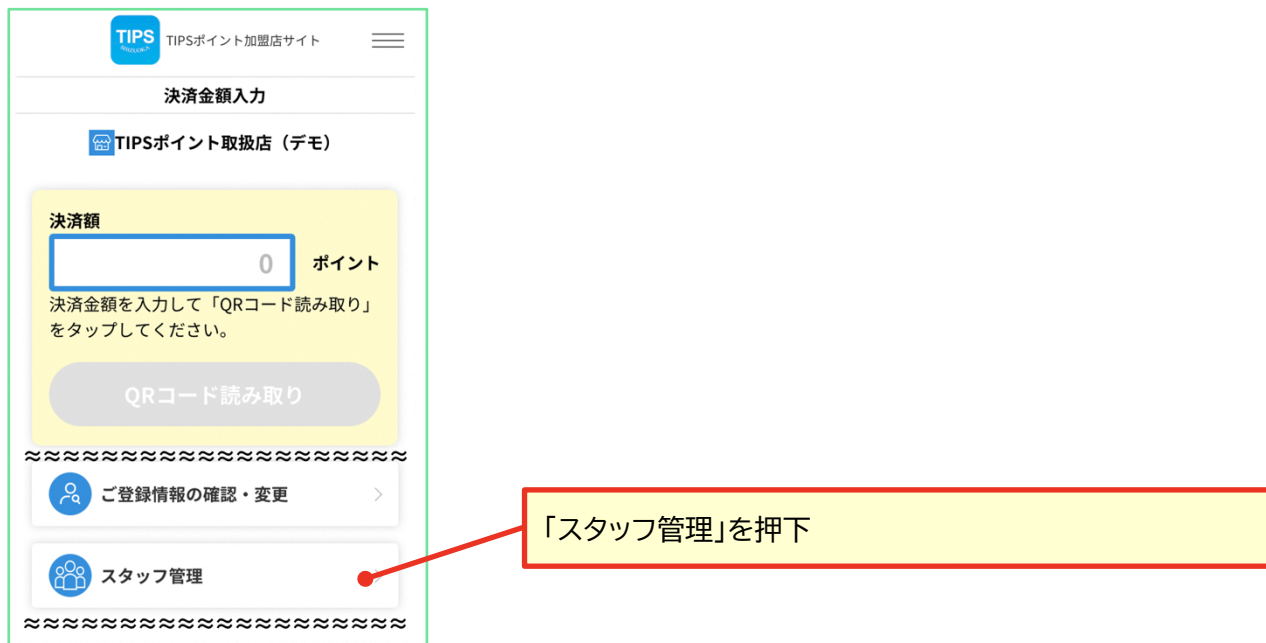 TIPS
TIPSポイント加盟店サイト
決済金額入力
TIPSポイント取扱店（デモ）
決済額
0 ポイント
決済金額を入力して「QRコード読み取り」
をタップしてください。
QRコード読み取り
≈≈≈≈≈≈≈≈≈≈≈≈≈≈≈≈≈≈≈≈
ご登録情報の確認・変更
「スタッフ管理」を押下
スタッフ管理
≈≈≈≈≈≈≈≈≈≈≈≈≈≈≈≈≈≈≈≈